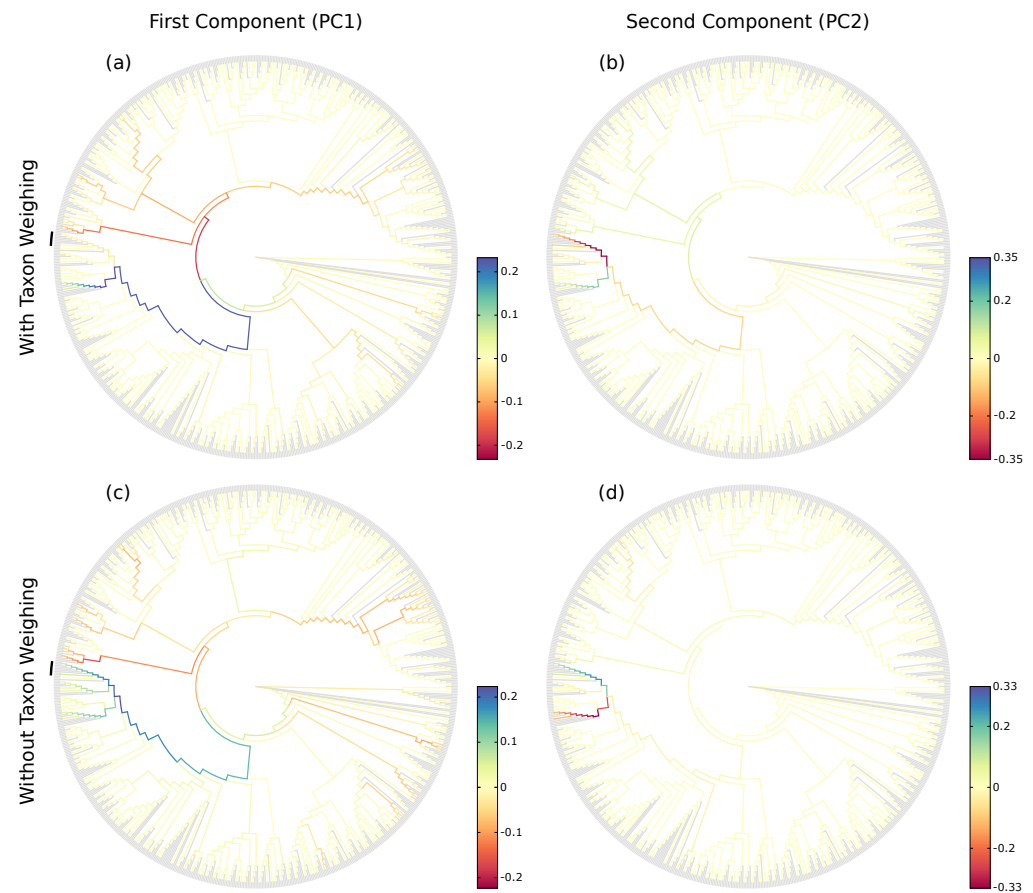 First Component (PC1)
Second Component (PC2)
(a)
(b)
With Taxon Weighing
0.2
0.1
0
-0.1
-0.2
0.35
0.2
0
-0.2
-0.35
(c)
(d)
Without Taxon Weighing
0.2
0.1
0
-0.1
-0.2
0.33
0.2
0
-0.2
-0.33